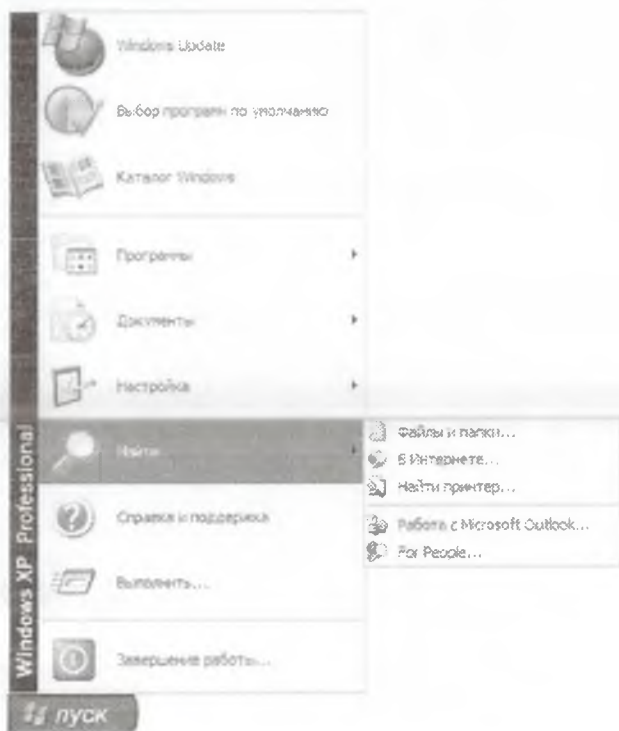 Windows Update
Выбор программ по умолчанию
Каталог Windows
Программы
Документы
Настройка
Найти
Файлы и папки...
В Интернете...
Найти принтер...
Работа с Microsoft Outlook...
For People...
Справка и поддержка
Выполнить...
Завершение работы...
Windows XP Professional
пуск